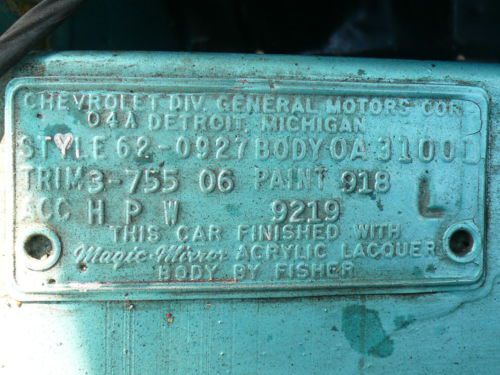 CHEVROLET DIV. GENERAL MOTORS COR
04A DETROIT, MICHIGAN
STYLE 62-0927 BODY OA 31001
TRIM 3-755 06 PAINT 918
ACC H P W 9219 L
THIS CAR FINISHED WITH
Magic-Mirror ACRYLIC LACQUER
BODY BY FISHER